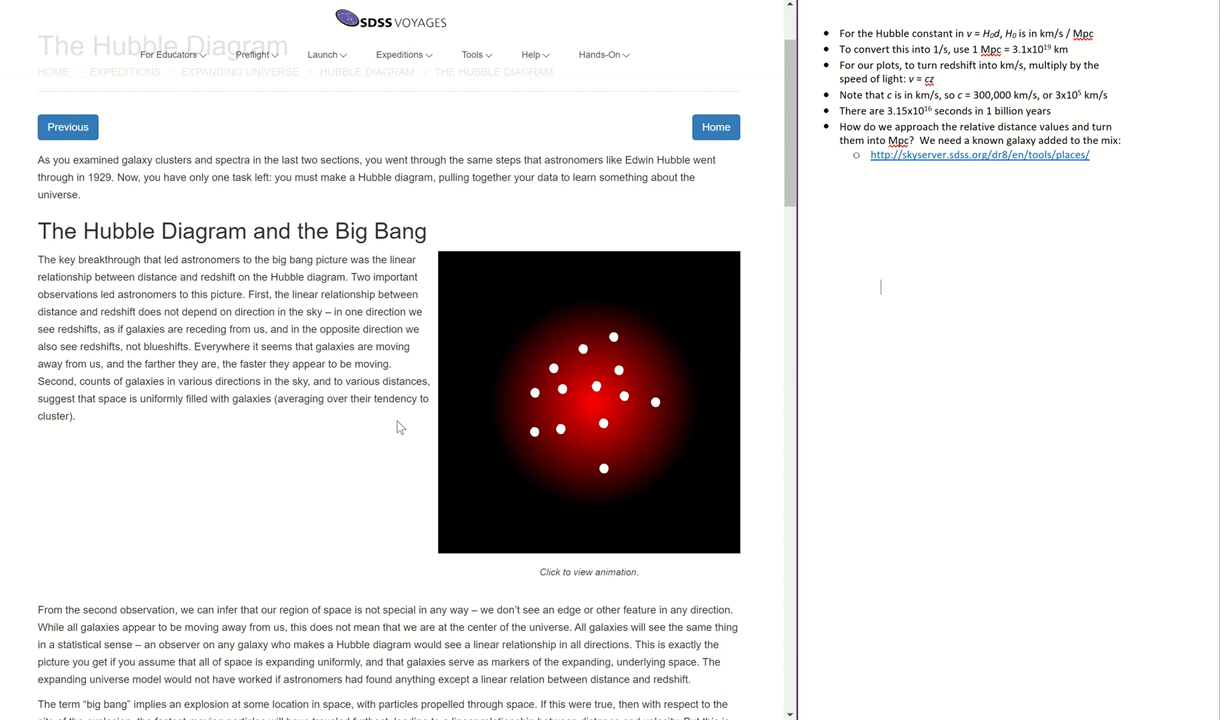 SDSS VOYAGES
The Hubble Diagram
For Educators Preflight Launch Expeditions Tools Help Hands-On
HOME > EXPEDITIONS > EXPANDING UNIVERSE > HUBBLE DIAGRAM > THE HUBBLE DIAGRAM
Previous
Home
As you examined galaxy clusters and spectra in the last two sections, you went through the same steps that astronomers like Edwin Hubble went
through in 1929. Now, you have only one task left: you must make a Hubble diagram, pulling together your data to learn something about the
universe.
The Hubble Diagram and the Big Bang
The key breakthrough that led astronomers to the big bang picture was the linear
relationship between distance and redshift on the Hubble diagram. Two important
observations led astronomers to this picture. First, the linear relationship between
distance and redshift does not depend on direction in the sky – in one direction we
see redshifts, as if galaxies are receding from us, and in the opposite direction we
also see redshifts, not blueshifts. Everywhere it seems that galaxies are moving
away from us, and the farther they are, the faster they appear to be moving.
Second, counts of galaxies in various directions in the sky, and to various distances,
suggest that space is uniformly filled with galaxies (averaging over their tendency to
cluster).
Click to view animation.
From the second observation, we can infer that our region of space is not special in any way – we don't see an edge or other feature in any direction.
While all galaxies appear to be moving away from us, this does not mean that we are at the center of the universe. All galaxies will see the same thing
in a statistical sense – an observer on any galaxy who makes a Hubble diagram would see a linear relationship in all directions. This is exactly the
picture you get if you assume that all of space is expanding uniformly, and that galaxies serve as markers of the expanding, underlying space. The
expanding universe model would not have worked if astronomers had found anything except a linear relation between distance and redshift.
The term "big bang" implies an explosion at some location in space, with particles propelled through space. If this were true, then with respect to the
• For the Hubble constant in v = H₀d, H₀ is in km/s / Mpc
• To convert this into 1/s, use 1 Mpc = 3.1x10¹⁹ km
• For our plots, to turn redshift into km/s, multiply by the
speed of light: v = cz
• Note that c is in km/s, so c = 300,000 km/s, or 3x10⁵ km/s
• There are 3.15x10¹⁶ seconds in 1 billion years
• How do we approach the relative distance values and turn
them into Mpc? We need a known galaxy added to the mix:
○ http://skyserver.sdss.org/dr8/en/tools/places/